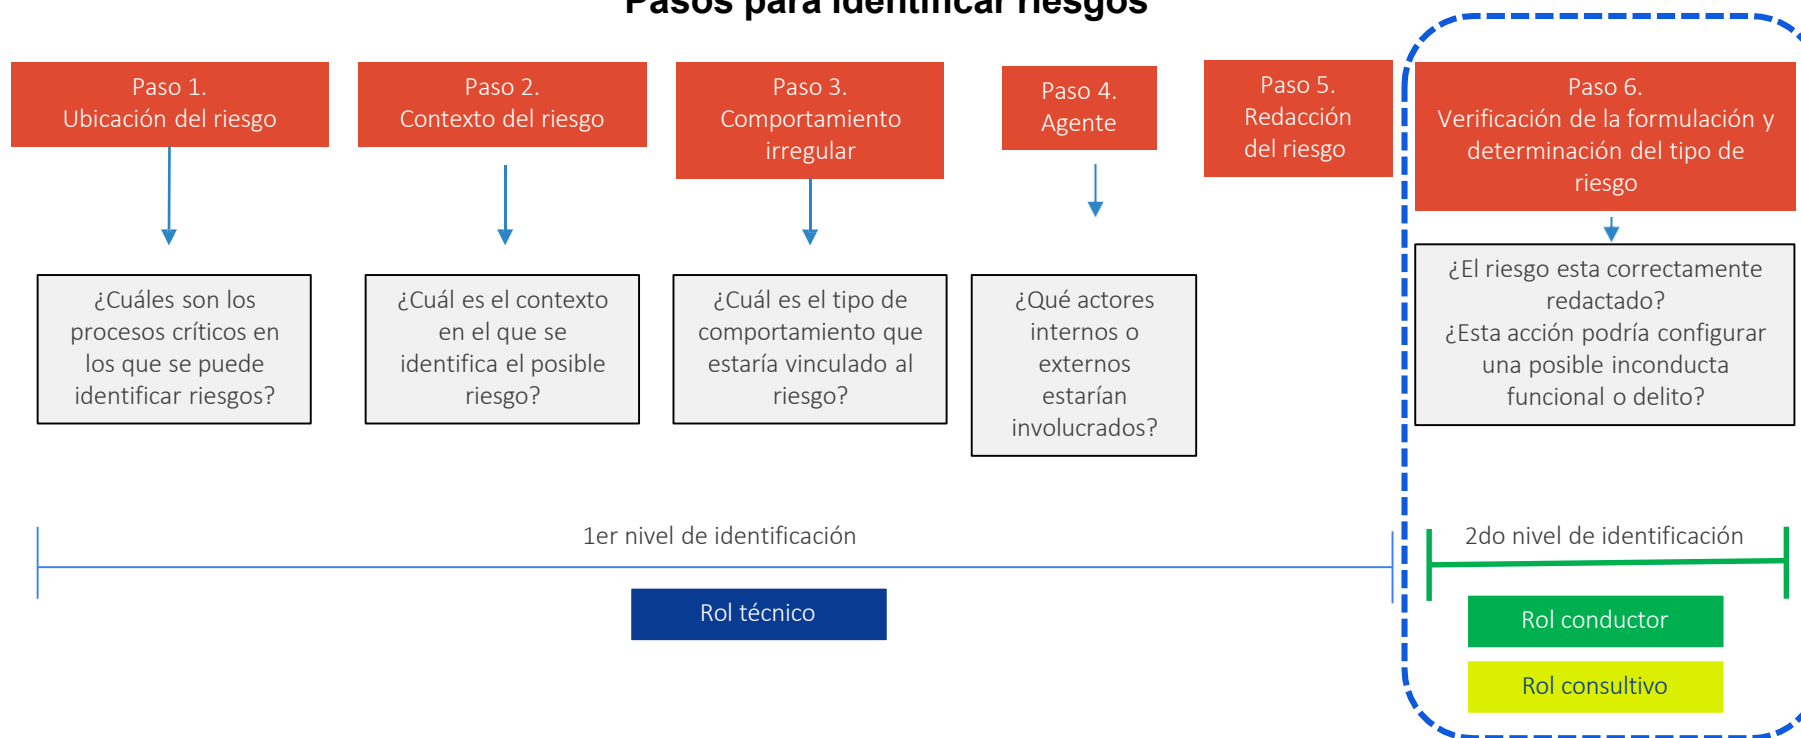 Pasos para identificar riesgos
Paso 1.
Ubicación del riesgo
Paso 2.
Contexto del riesgo
Paso 3.
Comportamiento
irregular
Paso 4.
Agente
Paso 5.
Redacción
del riesgo
Paso 6.
Verificación de la formulación y
determinación del tipo de
riesgo
¿Cuáles son los
procesos críticos en
los que se puede
identificar riesgos?
¿Cuál es el contexto
en el que se
identifica el posible
riesgo?
¿Cuál es el tipo de
comportamiento que
estaría vinculado al
riesgo?
¿Qué actores
internos o
externos
estarían
involucrados?
¿El riesgo esta correctamente
redactado?
¿Esta acción podría configurar
una posible inconducta
funcional o delito?
1er nivel de identificación
2do nivel de identificación
Rol técnico
Rol conductor
Rol consultivo